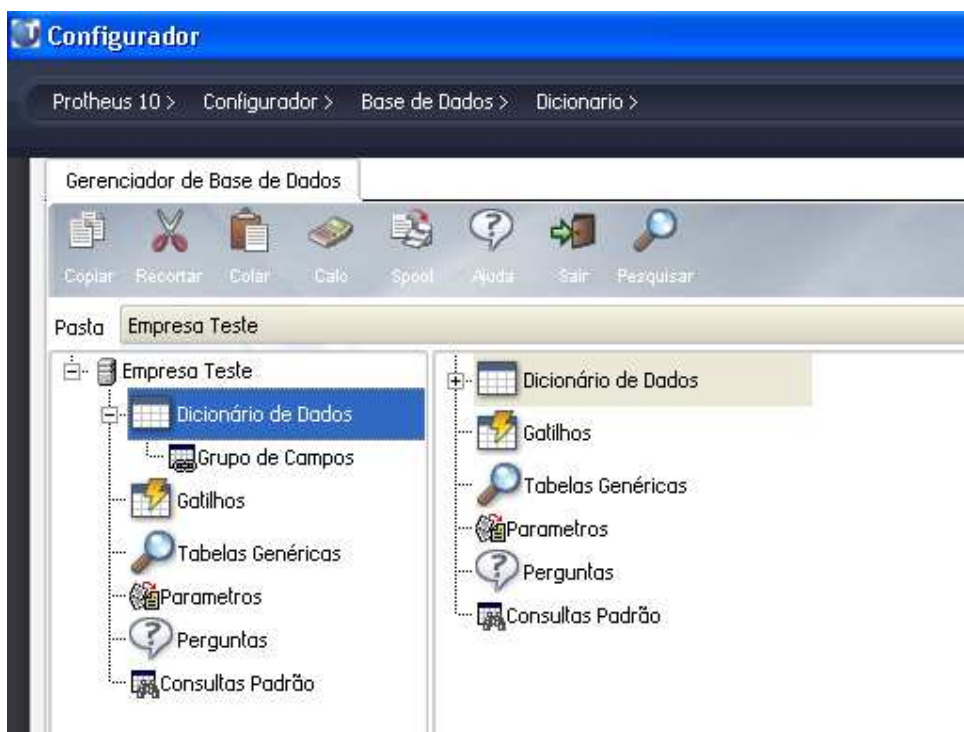 Configurador
Protheus 10 > Configurador > Base de Dados > Dicionario >
Gerenciador de Base de Dados
Copiar Recortar Colar Calc Spool Ajuda Sair Pesquisar
Pasta Empresa Teste
Empresa Teste
Dicionário de Dados
Grupo de Campos
Gatilhos
Tabelas Genéricas
Parametros
Perguntas
Consultas Padrão
Dicionário de Dados
Gatilhos
Tabelas Genéricas
Parametros
Perguntas
Consultas Padrão